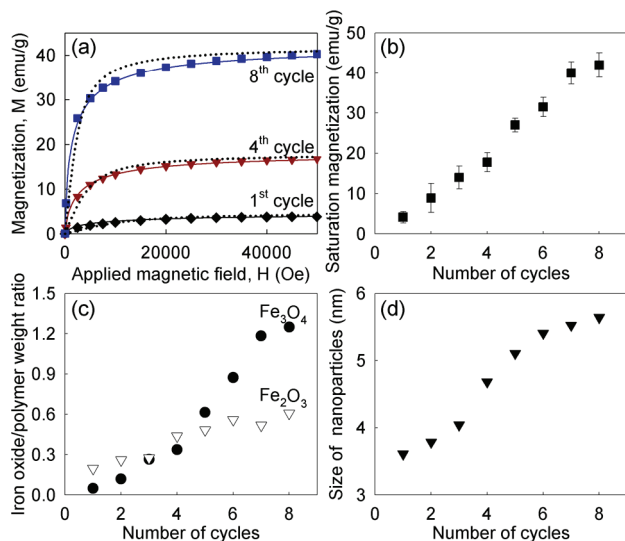 (a)
Magnetization, M (emu/g)
40
30
20
10
0
8th cycle
4th cycle
1st cycle
0
20000
40000
Applied magnetic field, H (Oe)
(b)
Saturation magnetization (emu/g)
50
40
30
20
10
0
0
2
4
6
8
Number of cycles
(c)
Iron oxide/polymer weight ratio
1.5
1.2
0.9
0.6
0.3
0.0
Fe3O4
Fe2O3
0
2
4
6
8
Number of cycles
(d)
Size of nanoparticles (nm)
6
5
4
3
0
2
4
6
8
Number of cycles